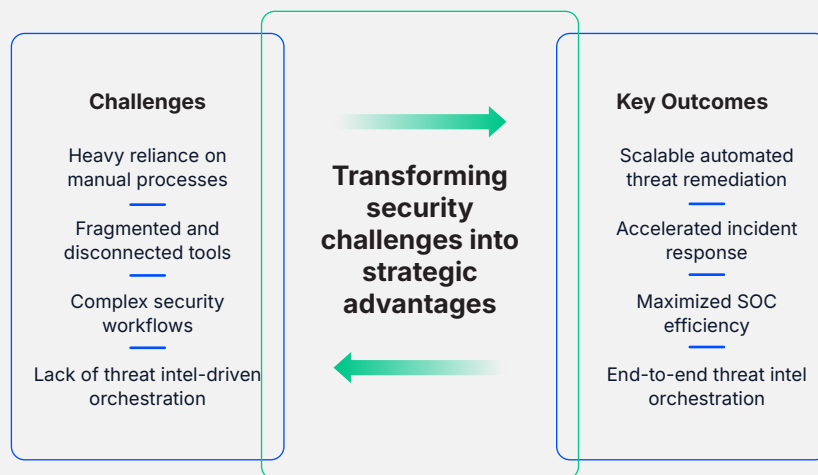 Challenges
Heavy reliance on
manual processes
Fragmented and
disconnected tools
Complex security
workflows
Lack of threat intel-driven
orchestration
Transforming
security
challenges into
strategic
advantages
Key Outcomes
Scalable automated
threat remediation
Accelerated incident
response
Maximized SOC
efficiency
End-to-end threat intel
orchestration